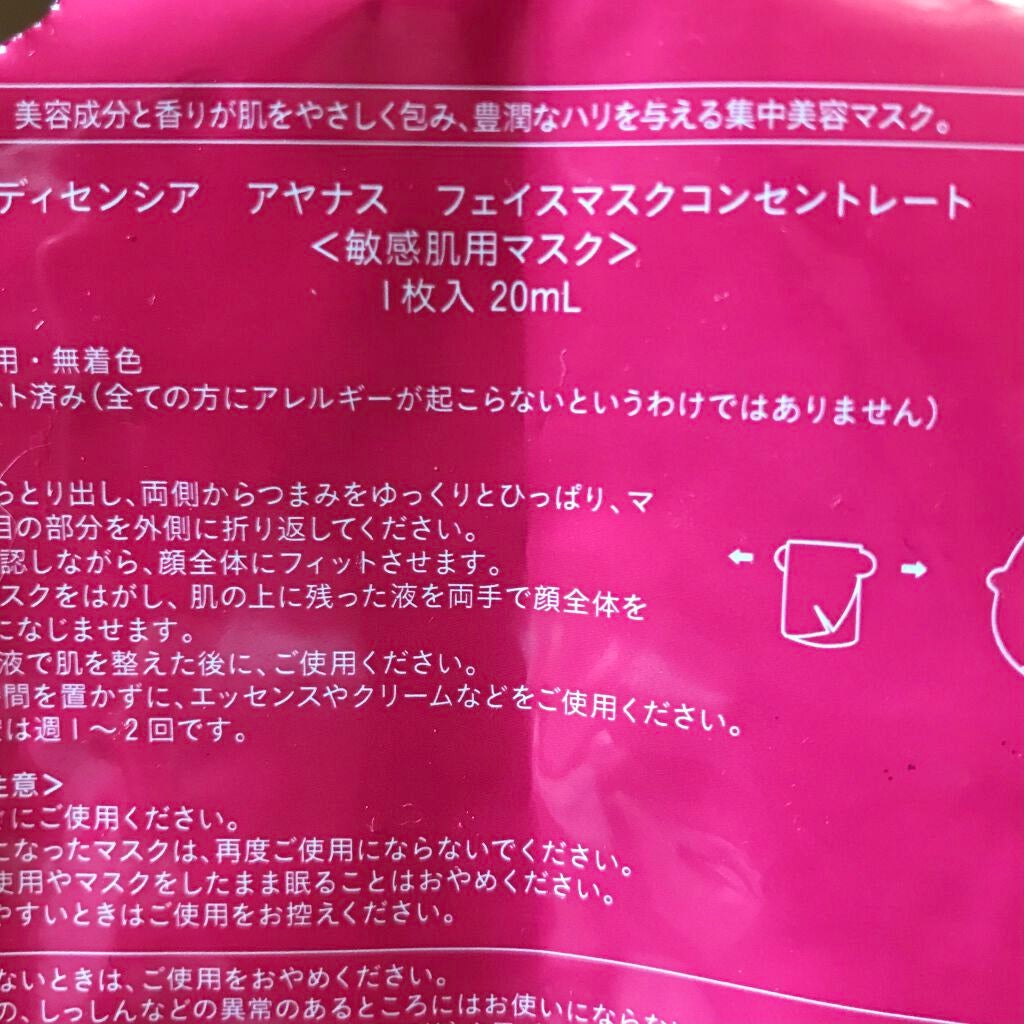 美容成分と香りが肌をやさしく包み、豊潤なハリを与える集中美容マスク。
ディセンシア　アヤナス　フェイスマスクコンセントレート
＜敏感肌用マスク＞
1枚入 20mL
用・無着色
スト済み（全ての方にアレルギーが起こらないというわけではありません）
らとり出し、両側からつまみをゆっくりとひっぱり、マ
目の部分を外側に折り返してください。
認しながら、顔全体にフィットさせます。
スクをはがし、肌の上に残った液を両手で顔全体を
になじませます。
液で肌を整えた後に、ご使用ください。
間を置かずに、エッセンスやクリームなどをご使用ください。
は週1～2回です。
注意＞
にご使用ください。
になったマスクは、再度ご使用にならないでください。
使用やマスクをしたまま眠ることはおやめください。
やすいときはご使用をお控えください。
ないときは、ご使用をおやめください。
の、しっしんなどの異常のあるところにはお使いにならな